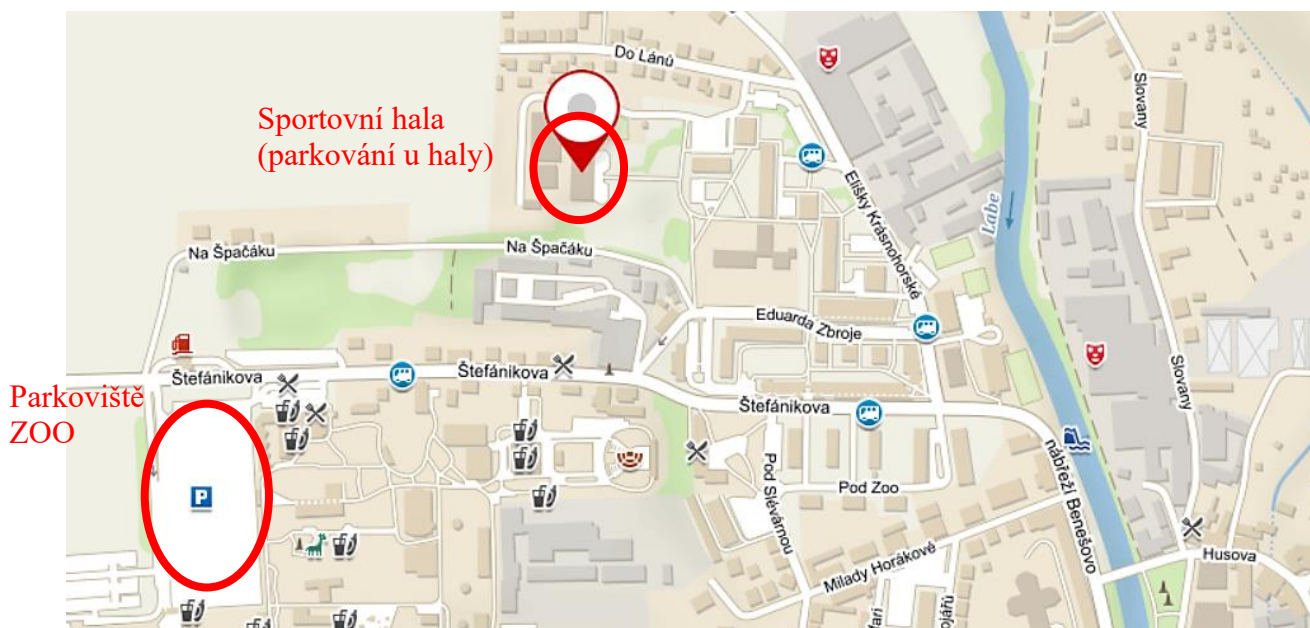 Do Lánů
Slovany
Sportovní hala
(parkování u haly)
Elišky Krásnohorské
Labe
Na Špačáku
Na Špačáku
Eduarda Zbroje
Štefánikova
Štefánikova
Slovany
Parkoviště
ZOO
Štefánikova
P
Pod Slévárnou
Pod Zoo
nábřeží Benešovo
Milady Horákové
Husova